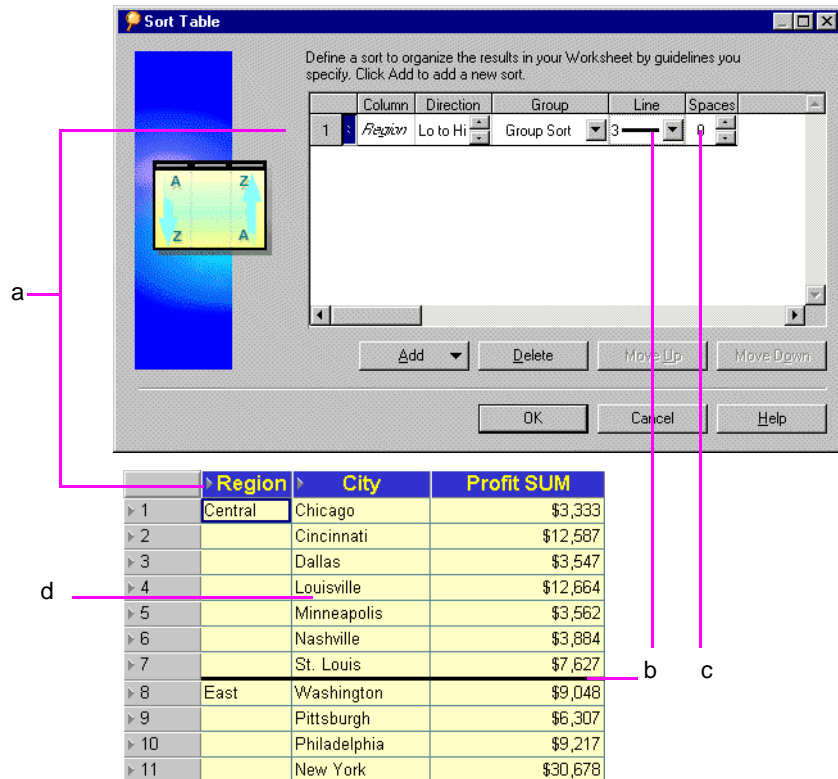 Sort Table
Define a sort to organize the results in your Worksheet by guidelines you
specify. Click Add to add a new sort.
Column Direction Group Line Spaces
1 Region Lo to Hi Group Sort 3 0
A Z
Z A
a
Add Delete Move Up Move Down
OK Cancel Help
Region City Profit SUM
1 Central Chicago $3,333
2 Cincinnati $12,587
3 Dallas $3,547
4 Louisville $12,664
d
5 Minneapolis $3,562
6 Nashville $3,884
7 St. Louis $7,627
b c
8 East Washington $9,048
9 Pittsburgh $6,307
10 Philadelphia $9,217
11 New York $30,678